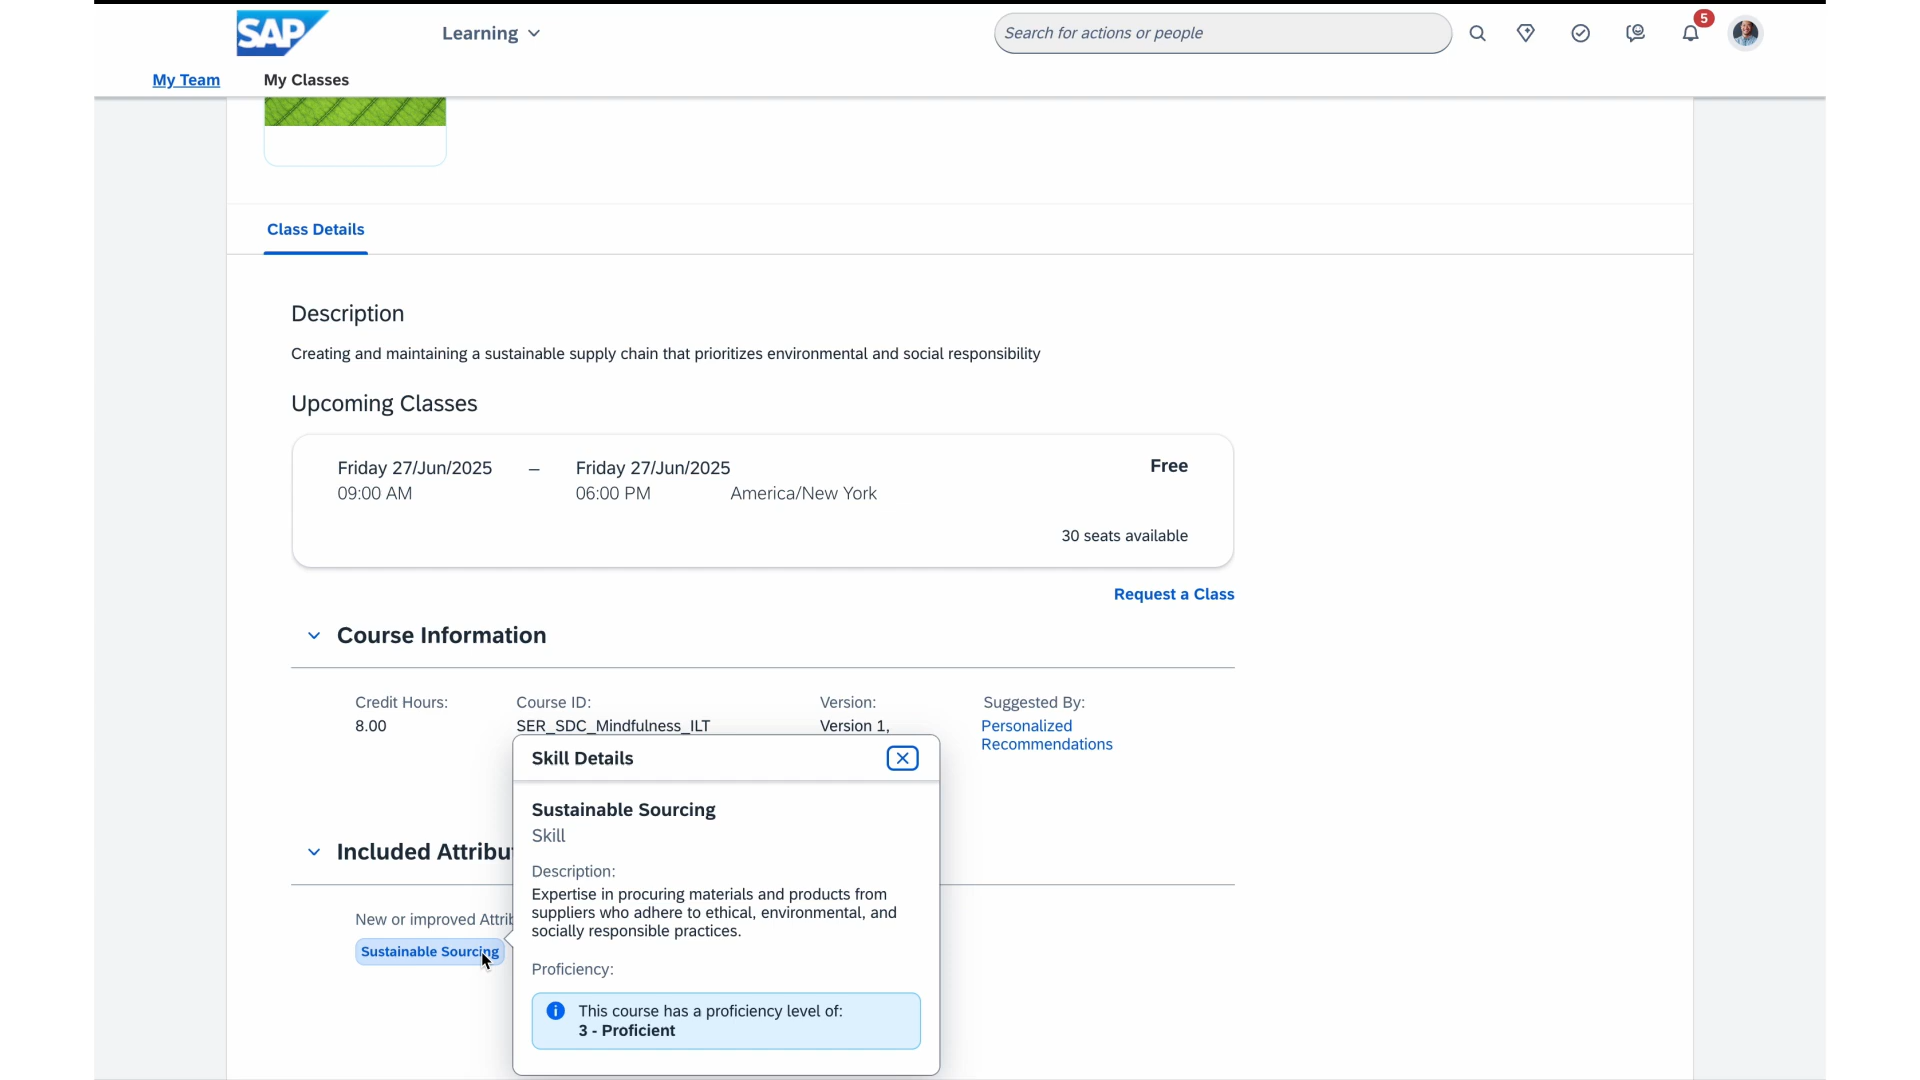 SAP
Learning
Search for actions or people
5
My Team
My Classes
Class Details
Description
Creating and maintaining a sustainable supply chain that prioritizes environmental and social responsibility
Upcoming Classes
Friday 27/Jun/2025 – Friday 27/Jun/2025 Free
09:00 AM 06:00 PM America/New York
30 seats available
Request a Class
Course Information
Credit Hours: Course ID: Version: Suggested By:
8.00 SER_SDC_Mindfulness_ILT Version 1, Personalized
Recommendations
Included
New or improved
Sustainable Sourcing
Skill Details
Sustainable Sourcing
Skill
Description:
Expertise in procuring materials and products from
suppliers who adhere to ethical, environmental, and
socially responsible practices.
Proficiency:
This course has a proficiency level of:
3 - Proficient